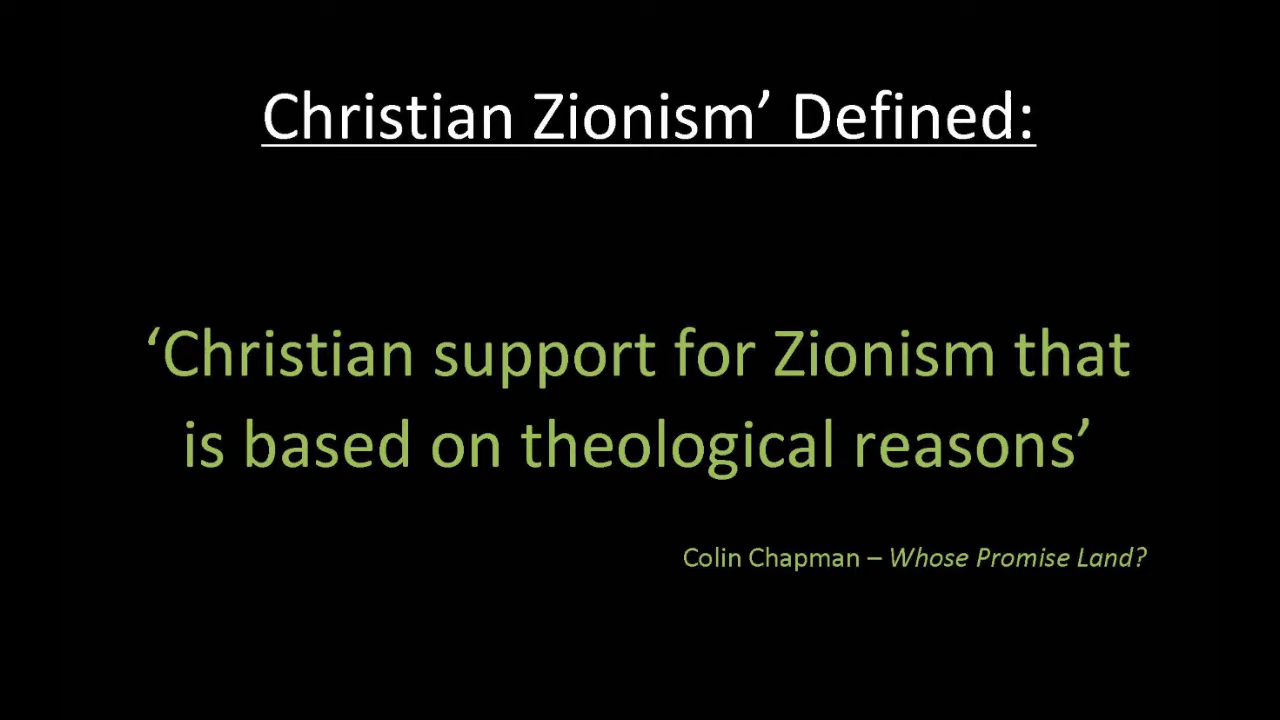 Christian Zionism’ Defined:
‘Christian support for Zionism that
is based on theological reasons’
Colin Chapman – Whose Promise Land?